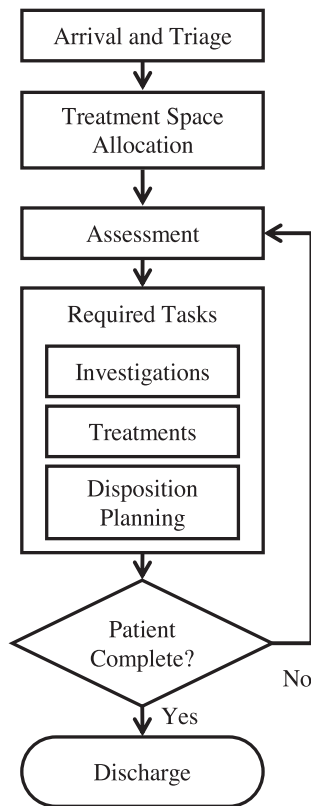 Arrival and Triage
Treatment Space
Allocation
Assessment
Required Tasks
Investigations
Treatments
Disposition
Planning
Patient
Complete?
No
Yes
Discharge